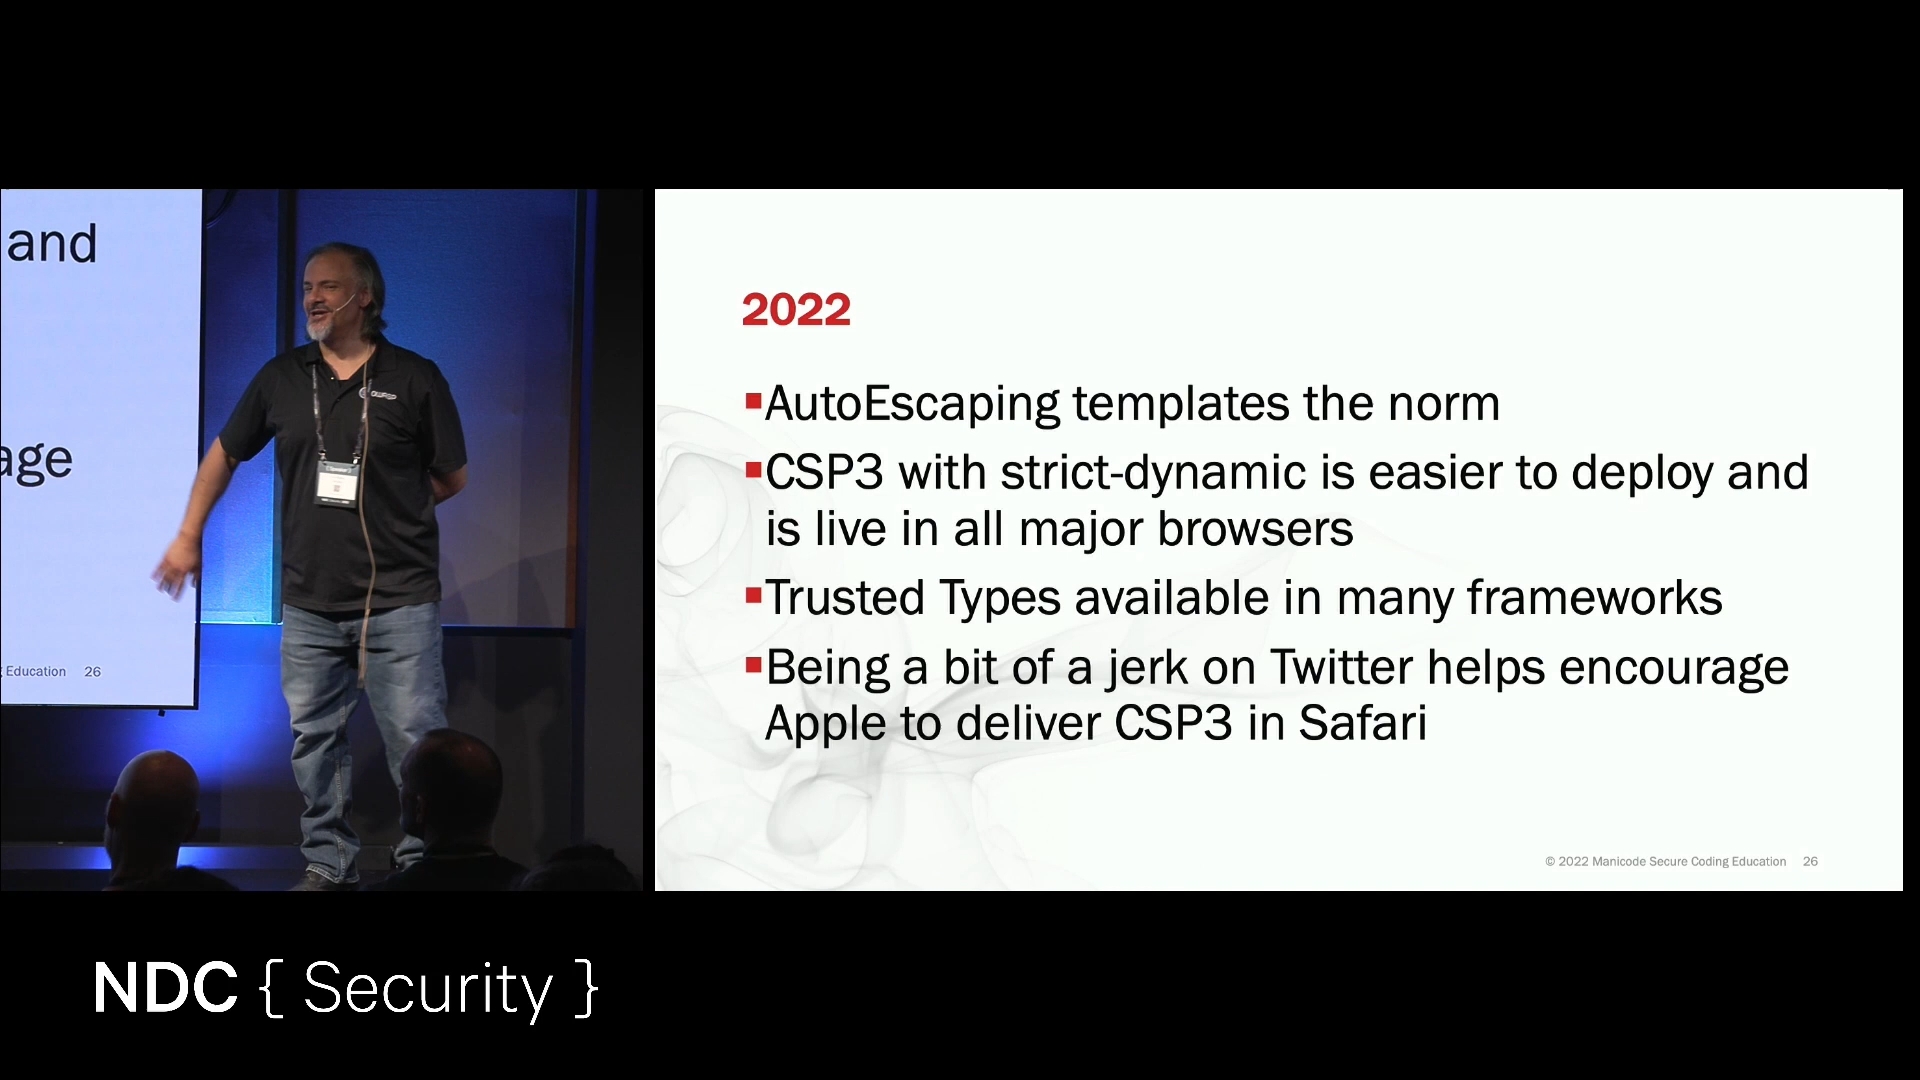 and
age
Education 26
OWASP
2022
▪AutoEscaping templates the norm
▪CSP3 with strict-dynamic is easier to deploy and
is live in all major browsers
▪Trusted Types available in many frameworks
▪Being a bit of a jerk on Twitter helps encourage
Apple to deliver CSP3 in Safari
© 2022 Manicode Secure Coding Education 26
NDC { Security }